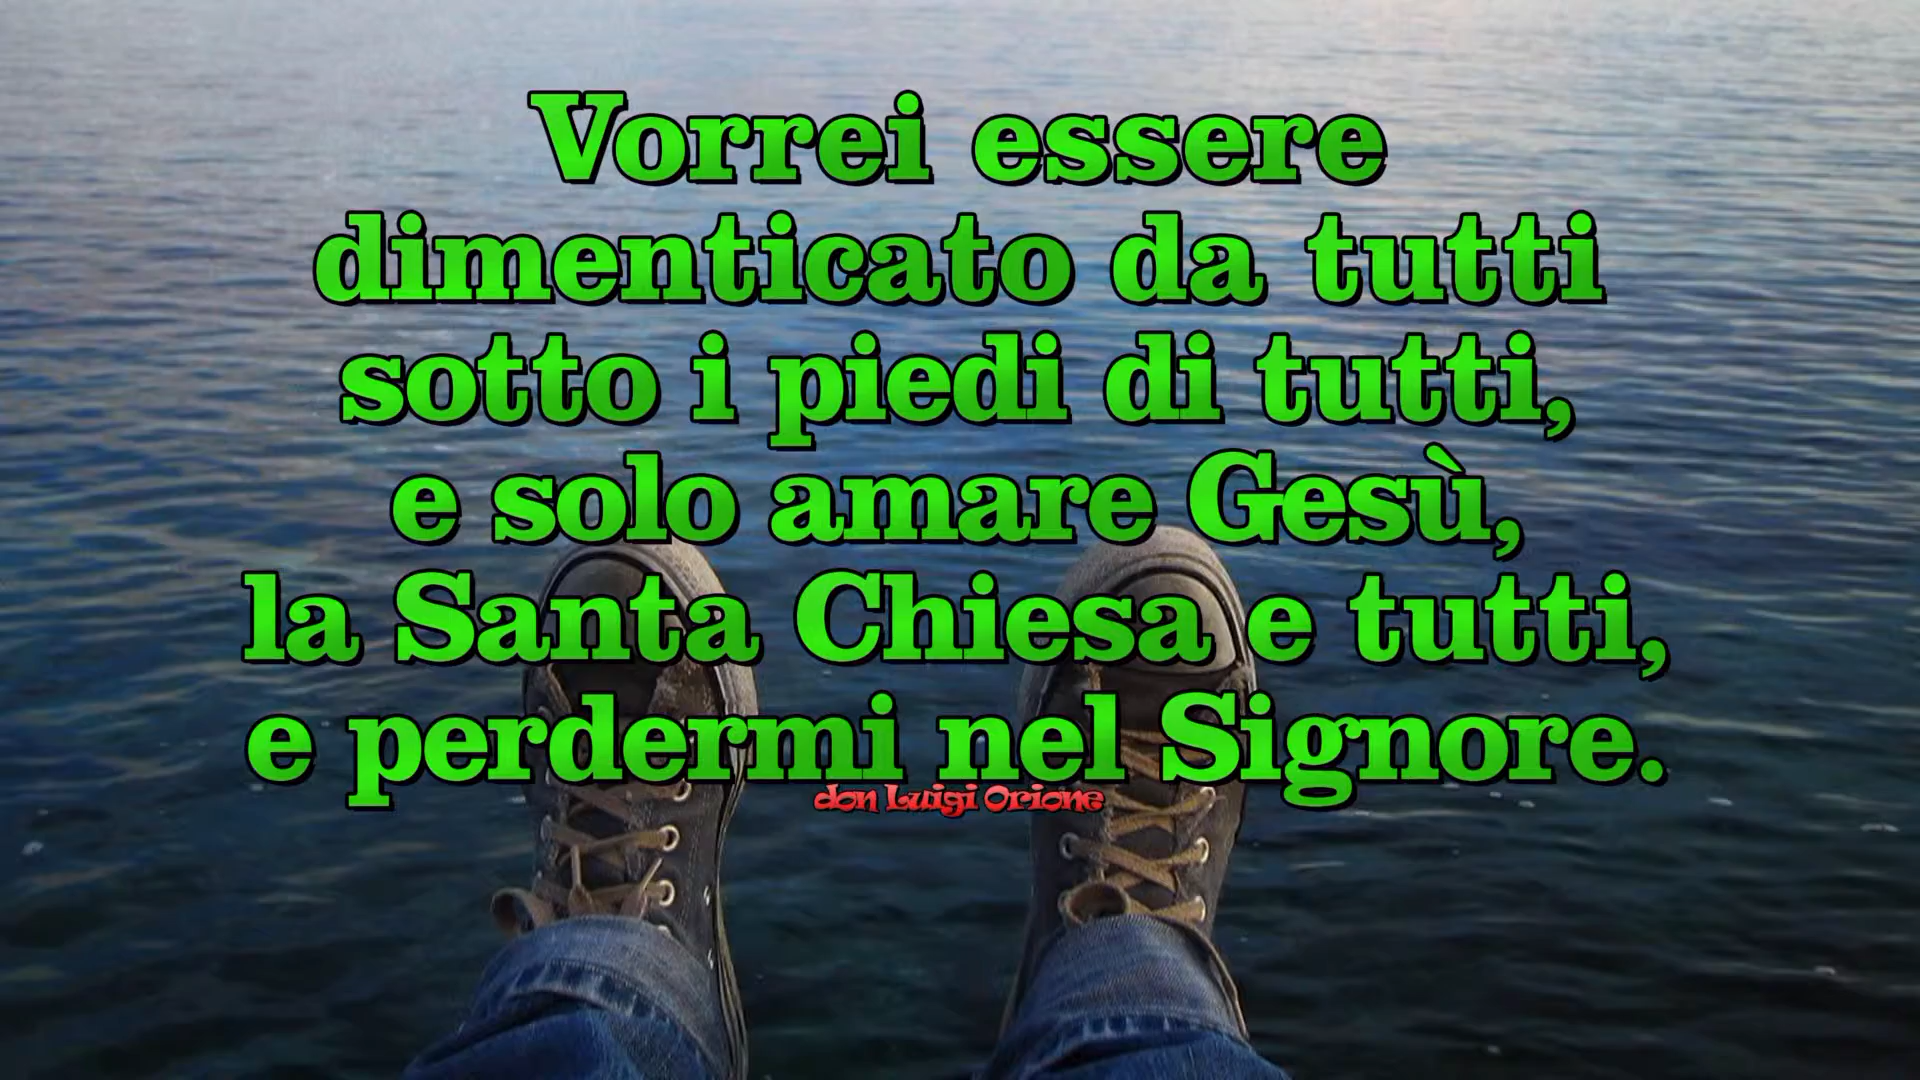 Vorrei essere
dimenticato da tutti
sotto i piedi di tutti,
e solo amare Gesù,
la Santa Chiesa e tutti,
e perdermi nel Signore.
don Luigi Orione